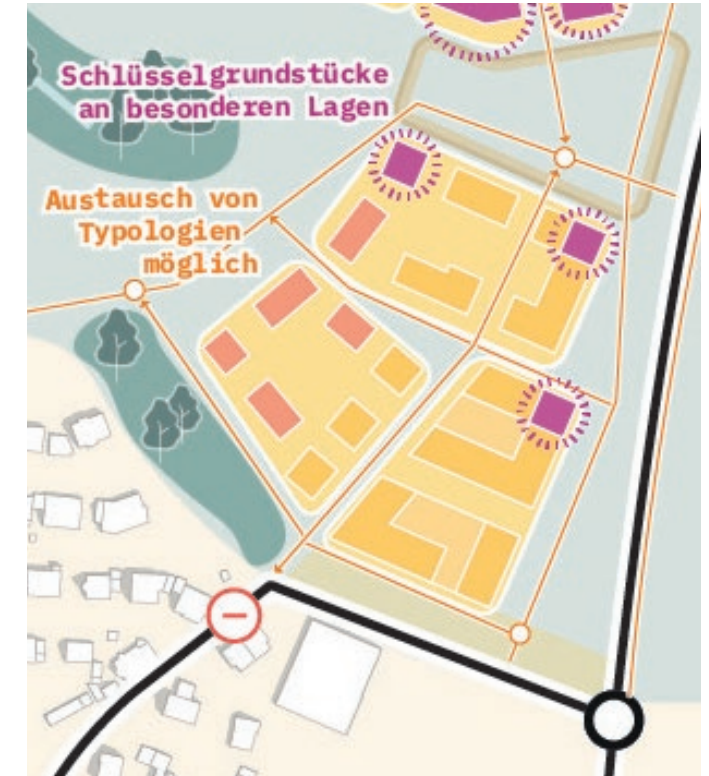 Schlüsselgrundstücke
an besonderen Lagen
Austausch von
Typologien
möglich